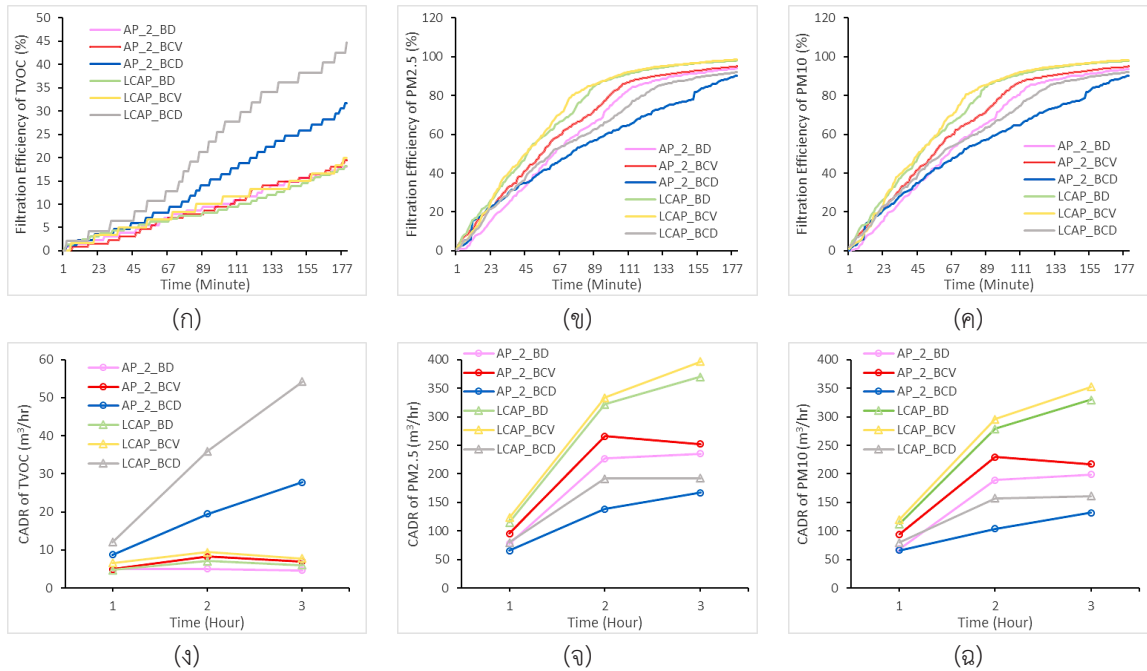 Filtration Efficiency of TVOC (%)
50
45
40
35
30
25
20
15
10
5
0
AP_2_BD
AP_2_BCV
AP_2_BCD
LCAP_BD
LCAP_BCV
LCAP_BCD
1 23 45 67 89 111 133 155 177
Time (Minute)
(ก)
Filtration Efficiency of PM2.5 (%)
120
100
80
60
40
20
0
AP_2_BD
AP_2_BCV
AP_2_BCD
LCAP_BD
LCAP_BCV
LCAP_BCD
1 23 45 67 89 111 133 155 177
Time (Minute)
(ข)
Filtration Efficiency of PM10 (%)
120
100
80
60
40
20
0
AP_2_BD
AP_2_BCV
AP_2_BCD
LCAP_BD
LCAP_BCV
LCAP_BCD
1 23 45 67 89 111 133 155 177
Time (Minute)
(ค)
CADR of TVOC (m³/hr)
60
50
40
30
20
10
0
AP_2_BD
AP_2_BCV
AP_2_BCD
LCAP_BD
LCAP_BCV
LCAP_BCD
1 2 3
Time (Hour)
(ง)
CADR of PM2.5 (m³/hr)
400
350
300
250
200
150
100
50
0
AP_2_BD
AP_2_BCV
AP_2_BCD
LCAP_BD
LCAP_BCV
LCAP_BCD
1 2 3
Time (Hour)
(จ)
CADR of PM10 (m³/hr)
400
350
300
250
200
150
100
50
0
AP_2_BD
AP_2_BCV
AP_2_BCD
LCAP_BD
LCAP_BCV
LCAP_BCD
1 2 3
Time (Hour)
(ฉ)